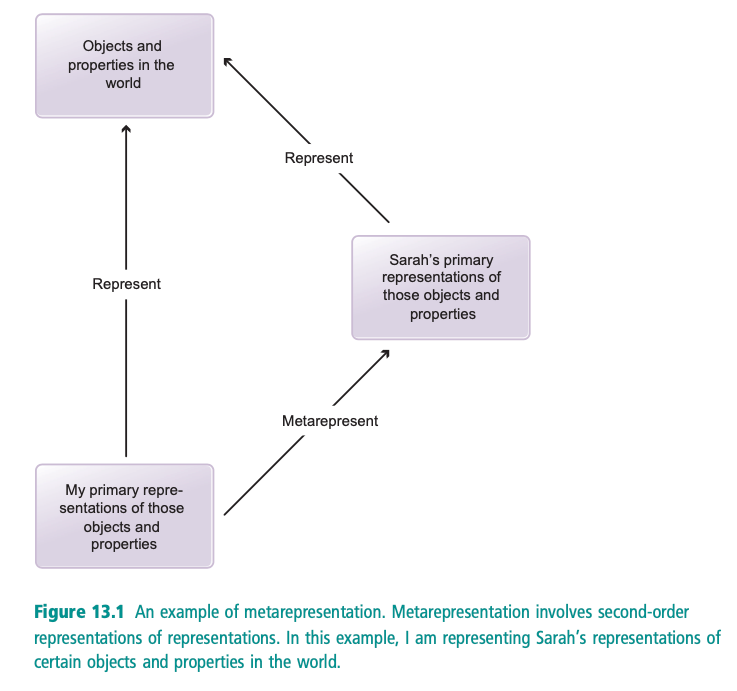 Objects and
properties in the
world
Represent
Sarah’s primary
representations of
those objects and
properties
Represent
Metarepresent
My primary repre-
sentations of those
objects and
properties
Figure 13.1 An example of metarepresentation. Metarepresentation involves second-order
representations of representations. In this example, I am representing Sarah’s representations of
certain objects and properties in the world.